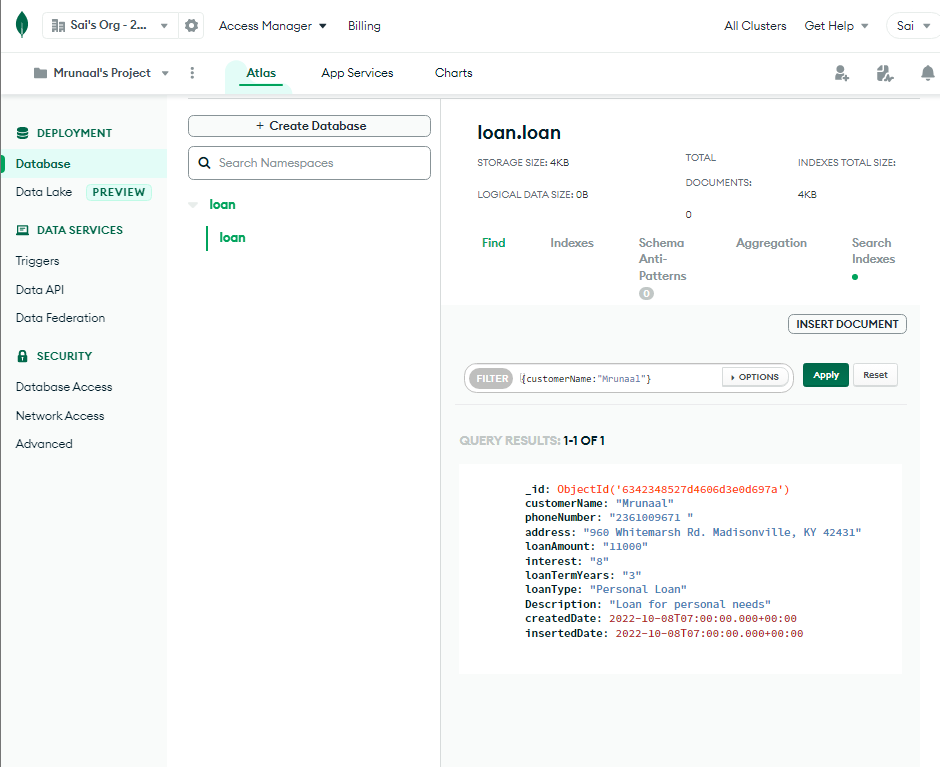 Sai's Org - 2...
Access Manager
Billing
All Clusters
Get Help
Sai
Mrunaal's Project
Atlas
App Services
Charts
DEPLOYMENT
Database
Data Lake PREVIEW
DATA SERVICES
Triggers
Data API
Data Federation
SECURITY
Database Access
Network Access
Advanced
+ Create Database
Search Namespaces
loan
loan
loan.loan
STORAGE SIZE: 4KB
LOGICAL DATA SIZE: 0B
TOTAL
DOCUMENTS:
0
INDEXES TOTAL SIZE:
4KB
Find
Indexes
Schema
Anti-
Patterns
0
Aggregation
Search
Indexes
INSERT DOCUMENT
FILTER {customerName:"Mrunaal"}
OPTIONS
Apply
Reset
QUERY RESULTS: 1-1 OF 1
_id: ObjectId('6342348527d4606d3e0d697a')
customerName: "Mrunaal"
phoneNumber: "2361009671 "
address: "960 Whitemarsh Rd. Madisonville, KY 42431"
loanAmount: "11000"
interest: "8"
loanTermYears: "3"
loanType: "Personal Loan"
Description: "Loan for personal needs"
createdDate: 2022-10-08T07:00:00.000+00:00
insertedDate: 2022-10-08T07:00:00.000+00:00